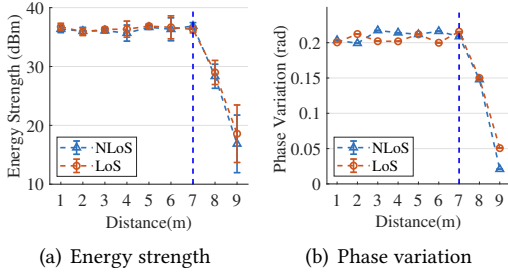 Energy Strength (dBm)
40
30
20
10
NLoS
LoS
1 2 3 4 5 6 7 8 9
Distance(m)
(a) Energy strength
Phase Variation (rad)
0.2
0.15
0.1
0.05
0
NLoS
LoS
1 2 3 4 5 6 7 8 9
Distance(m)
(b) Phase variation